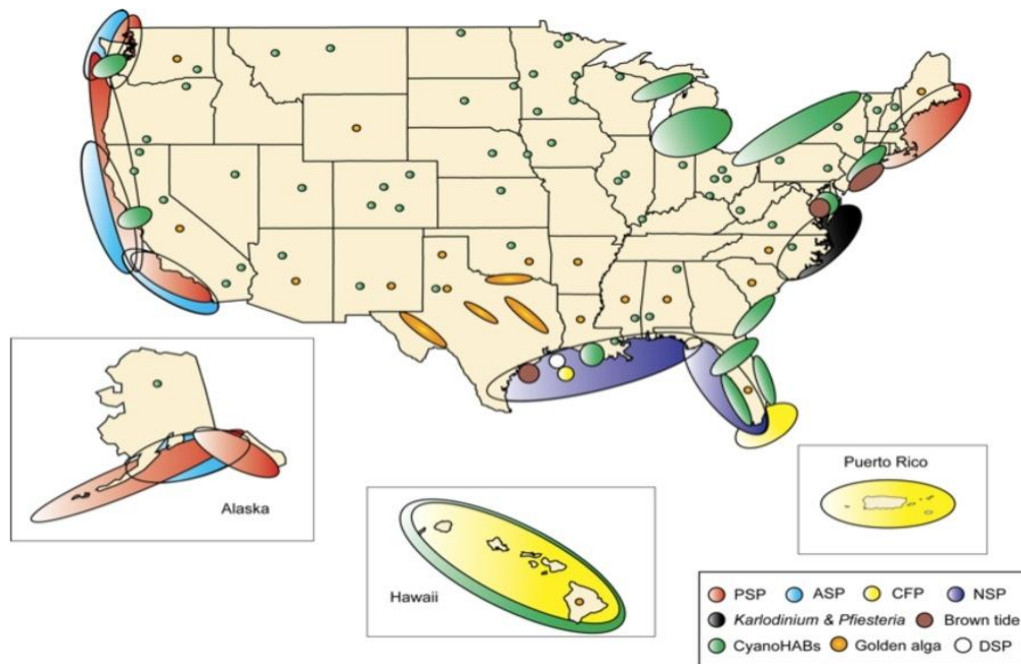 Alaska
Hawaii
Puerto Rico
PSP ASP CFP NSP
Karlodinium & Pfiesteria Brown tide
CyanoHABs Golden alga DSP